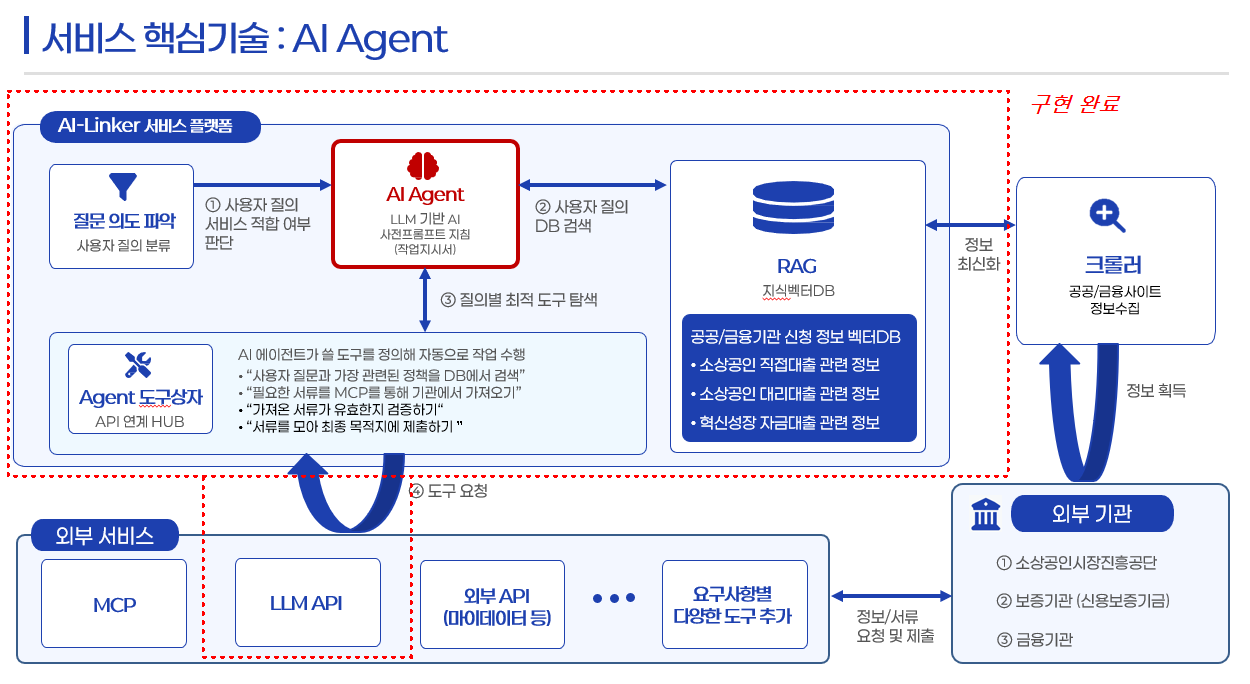 서비스 핵심기술 : AI Agent
구현 완료
AI-Linker 서비스 플랫폼
질문 의도 파악
사용자 질의 분류
① 사용자 질의
서비스 적합 여부
판단
AI Agent
LLM 기반 AI
사전프롬프트 지침
(작업지시서)
② 사용자 질의
DB 검색
RAG
지식벡터DB
공공/금융기관 신청 정보 벡터DB
• 소상공인 직접대출 관련 정보
• 소상공인 대리대출 관련 정보
• 혁신성장 자금대출 관련 정보
정보
최신화
크롤러
공공/금융사이트
정보수집
③ 질의별 최적 도구 탐색
Agent 도구상자
API 연계 HUB
AI 에이전트가 쓸 도구를 정의해 자동으로 작업 수행
• “사용자 질문과 가장 관련된 정책을 DB에서 검색”
• “필요한 서류를 MCP를 통해 기관에서 가져오기”
• “가져온 서류가 유효한지 검증하기“
• “서류를 모아 최종 목적지에 제출하기 ”
정보 획득
④ 도구 요청
외부 서비스
MCP
LLM API
외부 API
(마이데이터 등)
• • •
요구사항별
다양한 도구 추가
정보/서류
요청 및 제출
외부 기관
① 소상공인시장진흥공단
② 보증기관 (신용보증기금)
③ 금융기관